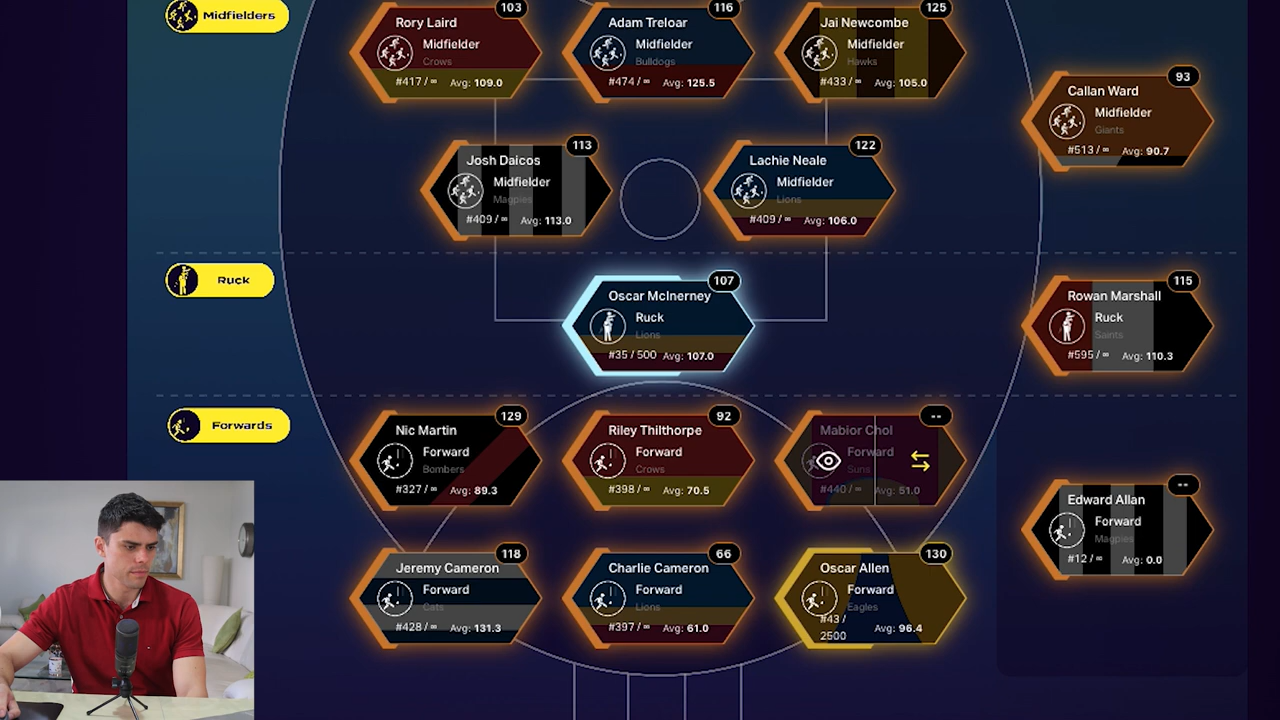 Midfielders
103
Rory Laird
Midfielder
Crows
#417 / ∞ Avg: 109.0
116
Adam Treloar
Midfielder
Bulldogs
#474 / ∞ Avg: 125.5
125
Jai Newcombe
Midfielder
Hawks
#433 / ∞ Avg: 105.0
93
Callan Ward
Midfielder
Giants
#513 / ∞ Avg: 90.7
113
Josh Daicos
Midfielder
Magpies
#409 / ∞ Avg: 113.0
122
Lachie Neale
Midfielder
Lions
#409 / ∞ Avg: 106.0
Ruck
107
Oscar McInerney
Ruck
Lions
#35 / 500 Avg: 107.0
115
Rowan Marshall
Ruck
Saints
#595 / ∞ Avg: 110.3
Forwards
129
Nic Martin
Forward
Bombers
#327 / ∞ Avg: 89.3
92
Riley Thilthorpe
Forward
Crows
#398 / ∞ Avg: 70.5
--
Mabior Chol
Forward
Suns
#440 / ∞ Avg: 51.0
--
Edward Allan
Forward
Magpies
#12 / ∞ Avg: 0.0
118
Jeremy Cameron
Forward
Cats
#428 / ∞ Avg: 131.3
66
Charlie Cameron
Forward
Lions
#397 / ∞ Avg: 61.0
130
Oscar Allen
Forward
Eagles
#43 /
2500 Avg: 96.4